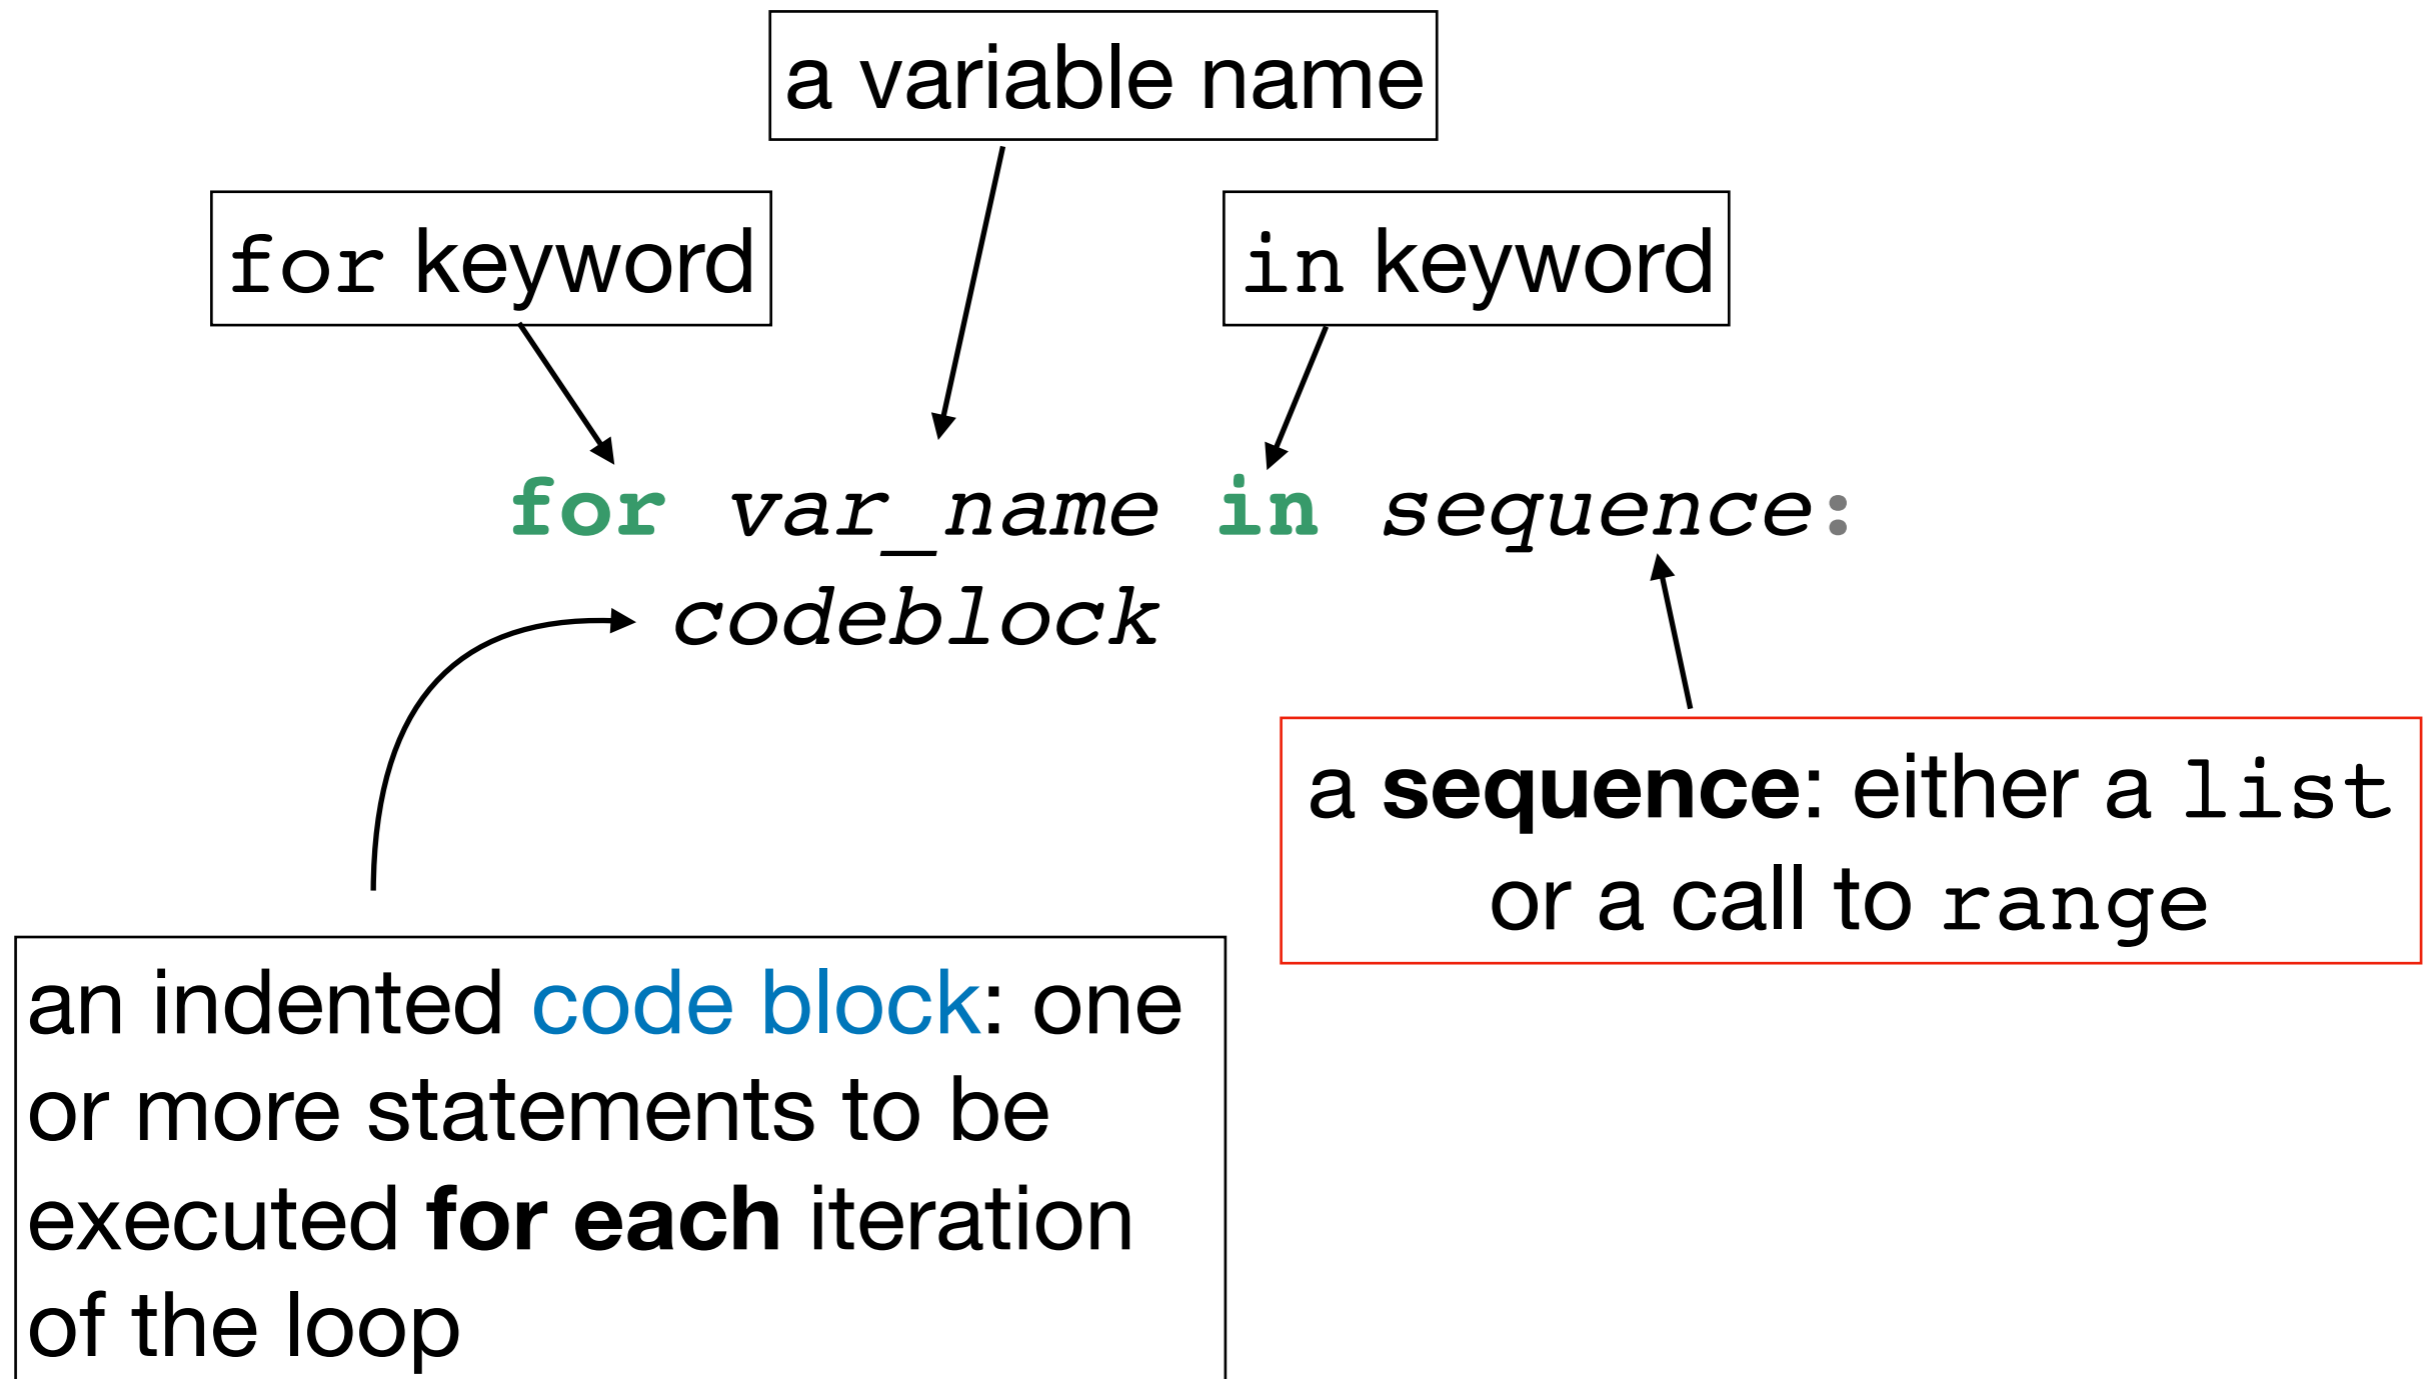 a variable name
for keyword
in keyword
for var_name in sequence:
codeblock
a sequence: either a list
or a call to range
an indented code block: one
or more statements to be
executed for each iteration
of the loop